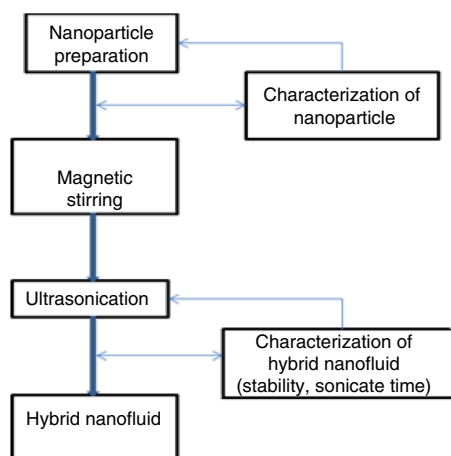 Nanoparticle
preparation
Characterization of
nanoparticle
Magnetic
stirring
Ultrasonication
Characterization of
hybrid nanofluid
(stability, sonicate time)
Hybrid nanofluid